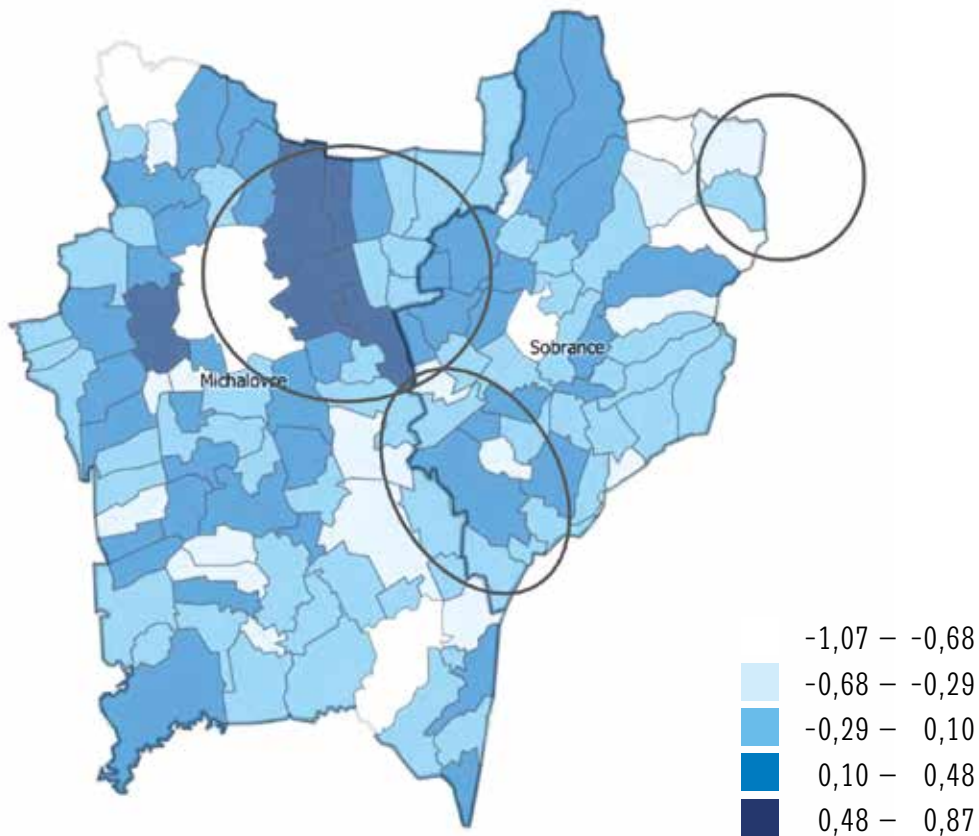 Sobrance
Michalovce
-1,07 – -0,68
-0,68 – -0,29
-0,29 – 0,10
0,10 – 0,48
0,48 – 0,87